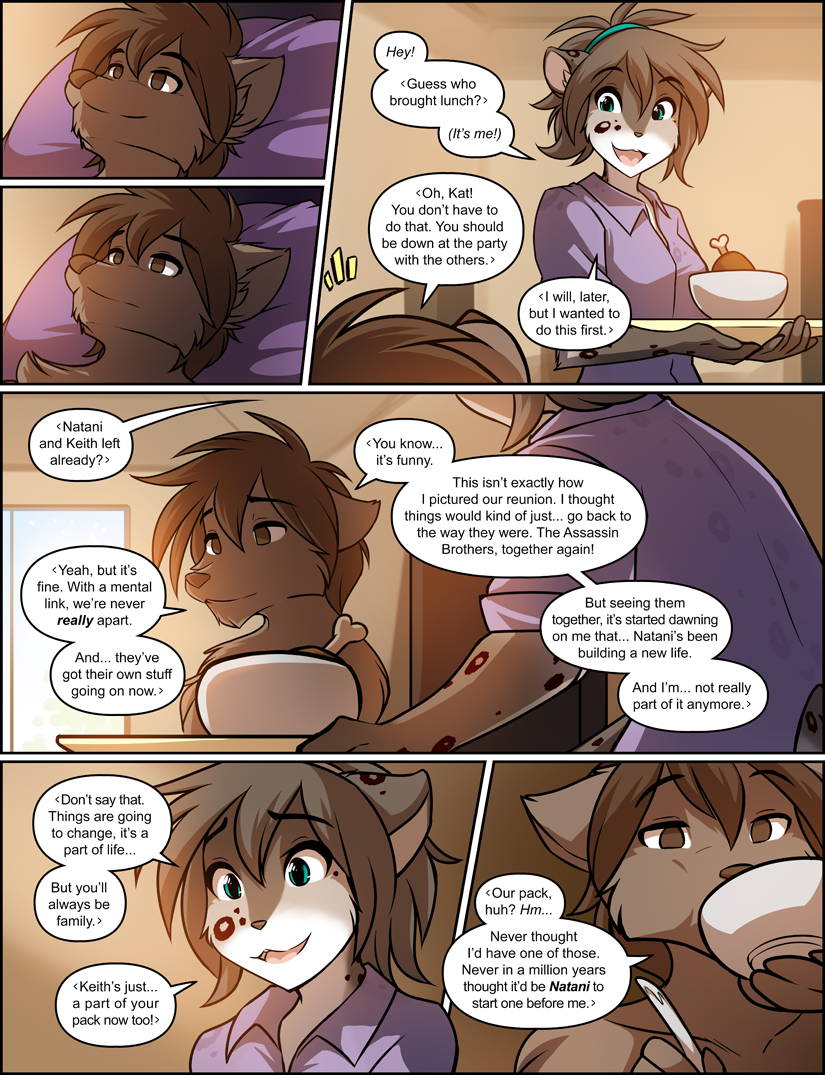 Hey!
‹Guess who
brought lunch?›
(It's me!)
‹Oh, Kat!
You don't have to
do that. You should
be down at the party
with the others.›
‹I will, later,
but I wanted to
do this first.›
‹Natani
and Keith left
already?›
‹Yeah, but it's
fine. With a mental
link, we're never
really apart.
And... they've
got their own stuff
going on now.›
‹You know...
it's funny.
This isn't exactly how
I pictured our reunion. I thought
things would kind of just... go back to
the way they were. The Assassin
Brothers, together again!
But seeing them
together, it's started dawning
on me that... Natani's been
building a new life.
And I'm... not really
part of it anymore.›
‹Don't say that.
Things are going
to change, it's a
part of life...
But you'll
always be
family.›
‹Keith's just...
a part of your
pack now too!›
‹Our pack,
huh? Hm...
Never thought
I'd have one of those.
Never in a million years
thought it'd be Natani to
start one before me.›